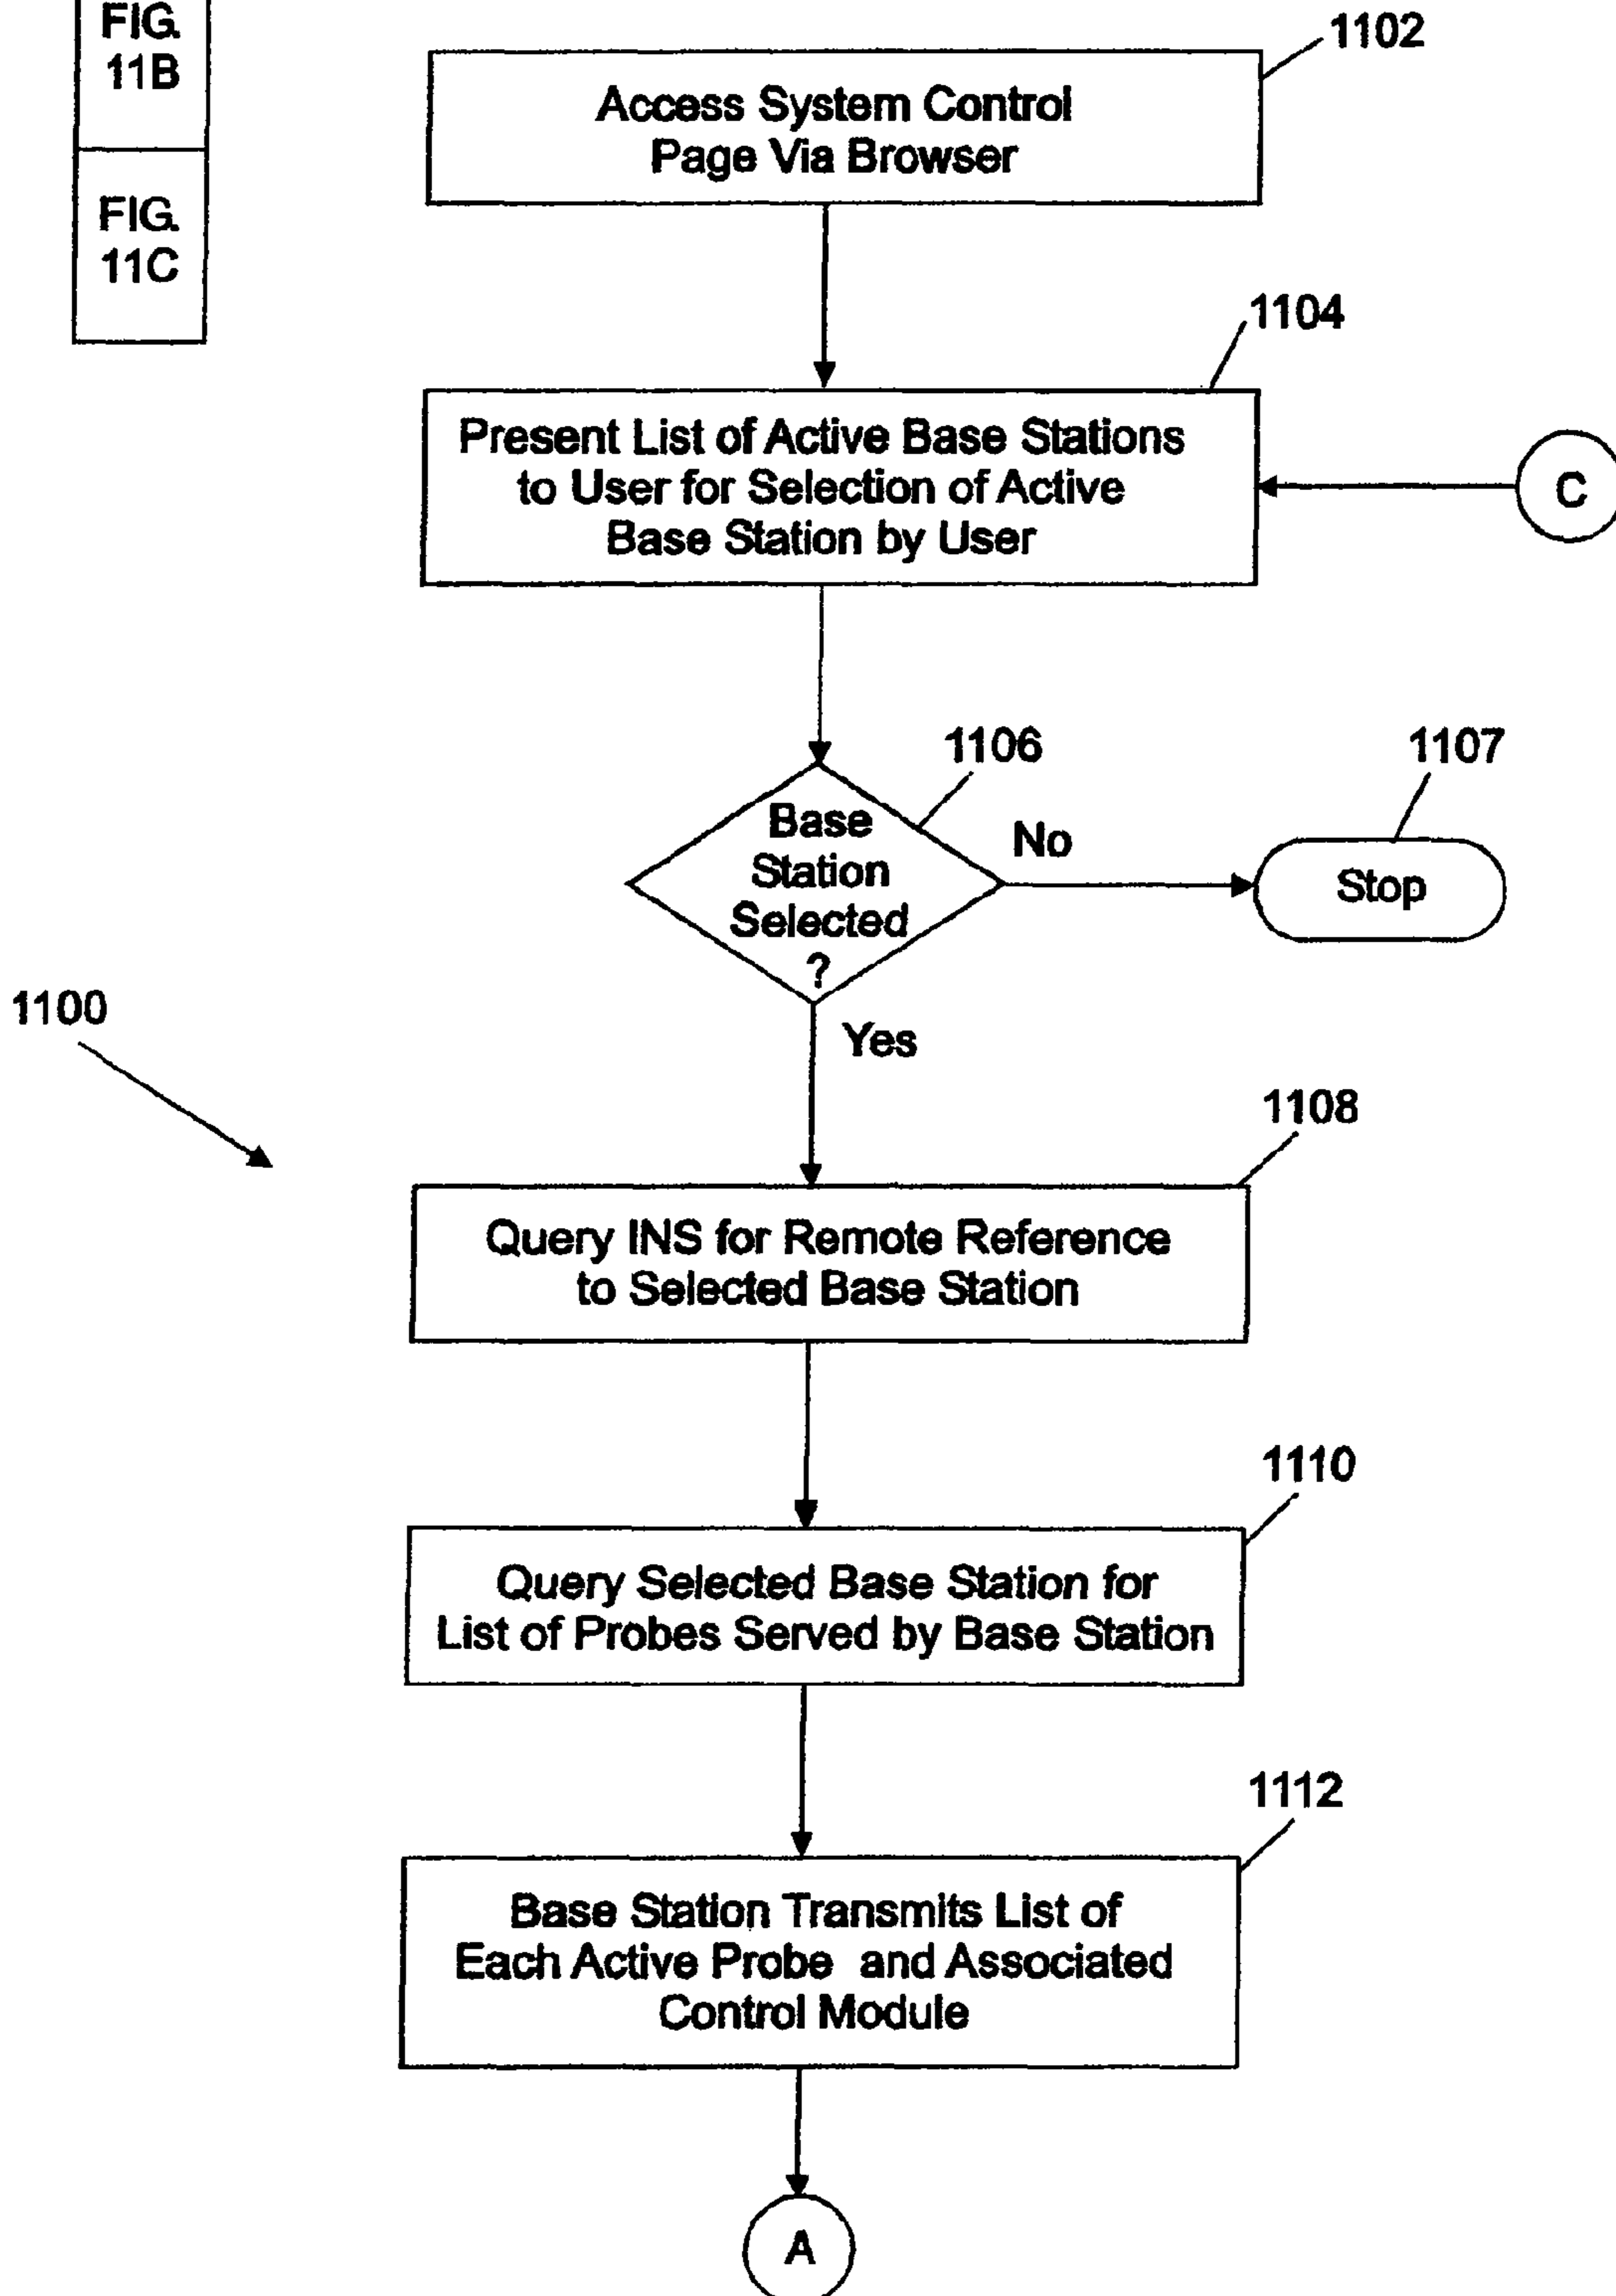 FIG.
11B
FIG.
11C
1102
Access System Control
Page Via Browser
1104
Present List of Active Base Stations
to User for Selection of Active
Base Station by User
C
1106
Base
Station
Selected
?
No
1107
Stop
Yes
1100
1108
Query INS for Remote Reference
to Selected Base Station
1110
Query Selected Base Station for
List of Probes Served by Base Station
1112
Base Station Transmits List of
Each Active Probe and Associated
Control Module
A